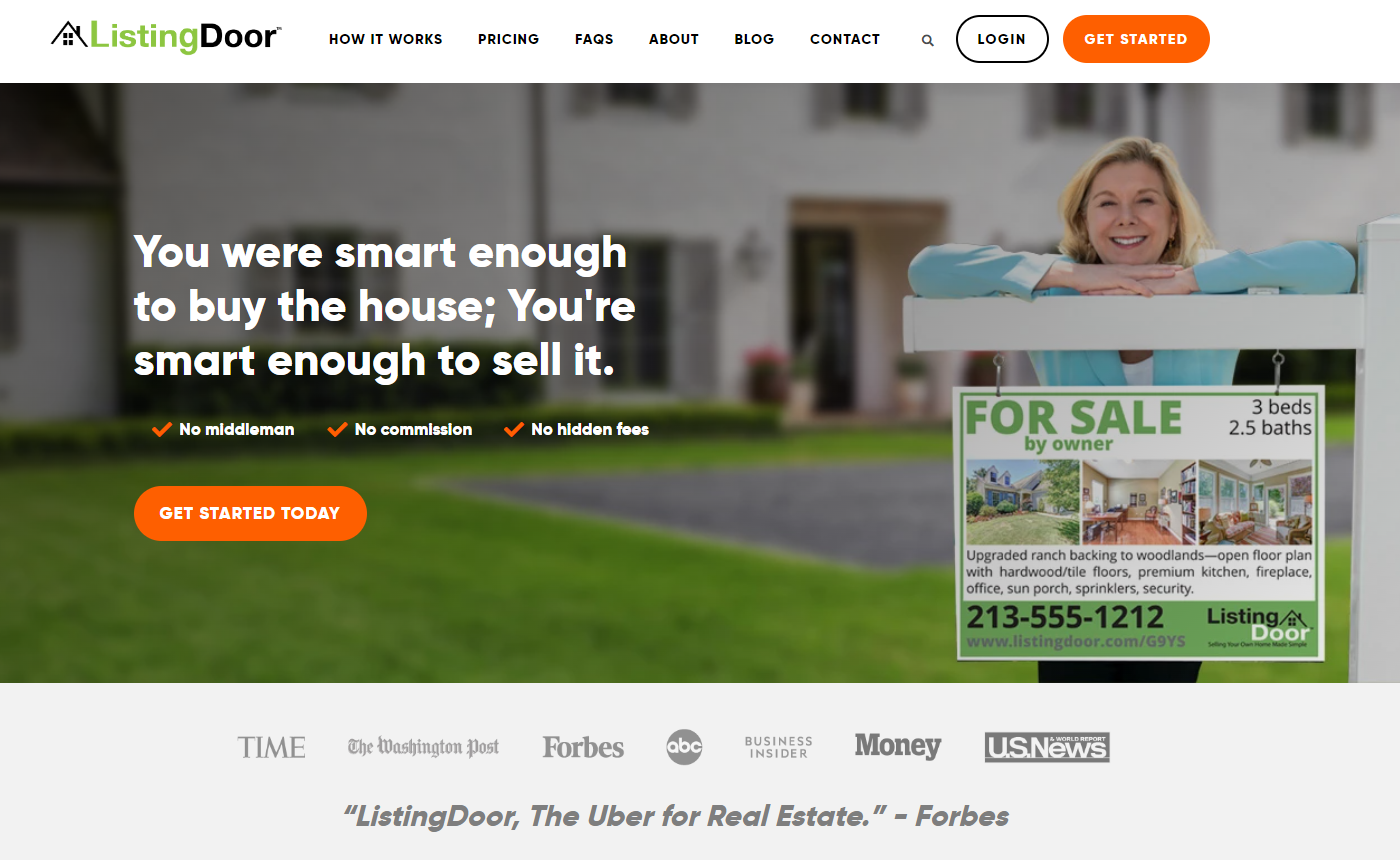 ListingDoor™
HOW IT WORKS
PRICING
FAQS
ABOUT
BLOG
CONTACT
LOGIN
GET STARTED
You were smart enough
to buy the house; You're
smart enough to sell it.
No middleman
No commission
No hidden fees
GET STARTED TODAY
FOR SALE
by owner
3 beds
2.5 baths
Upgraded ranch backing to woodlands—open floor plan
with hardwood/tile floors, premium kitchen, fireplace,
office, sun porch, sprinklers, security.
213-555-1212
www.listingdoor.com/G9YS
Listing
Door
Selling Your Own Home Made Simple
TIME
The Washington Post
Forbes
abc
BUSINESS
INSIDER
Money
U.S.News
& WORLD REPORT
“ListingDoor, The Uber for Real Estate.” - Forbes